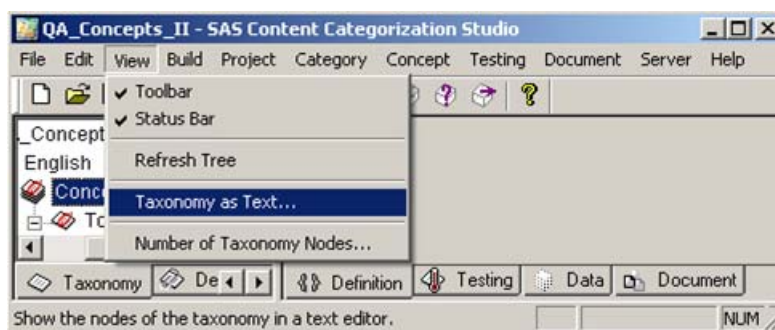 QA_Concepts_II - SAS Content Categorization Studio
File Edit View Build Project Category Concept Testing Document Server Help
Toolbar
Status Bar
Refresh Tree
Taxonomy as Text...
Number of Taxonomy Nodes...
_Concept
English
Conc
To
Taxonomy De Definition Testing Data Document
Show the nodes of the taxonomy in a text editor. NUM